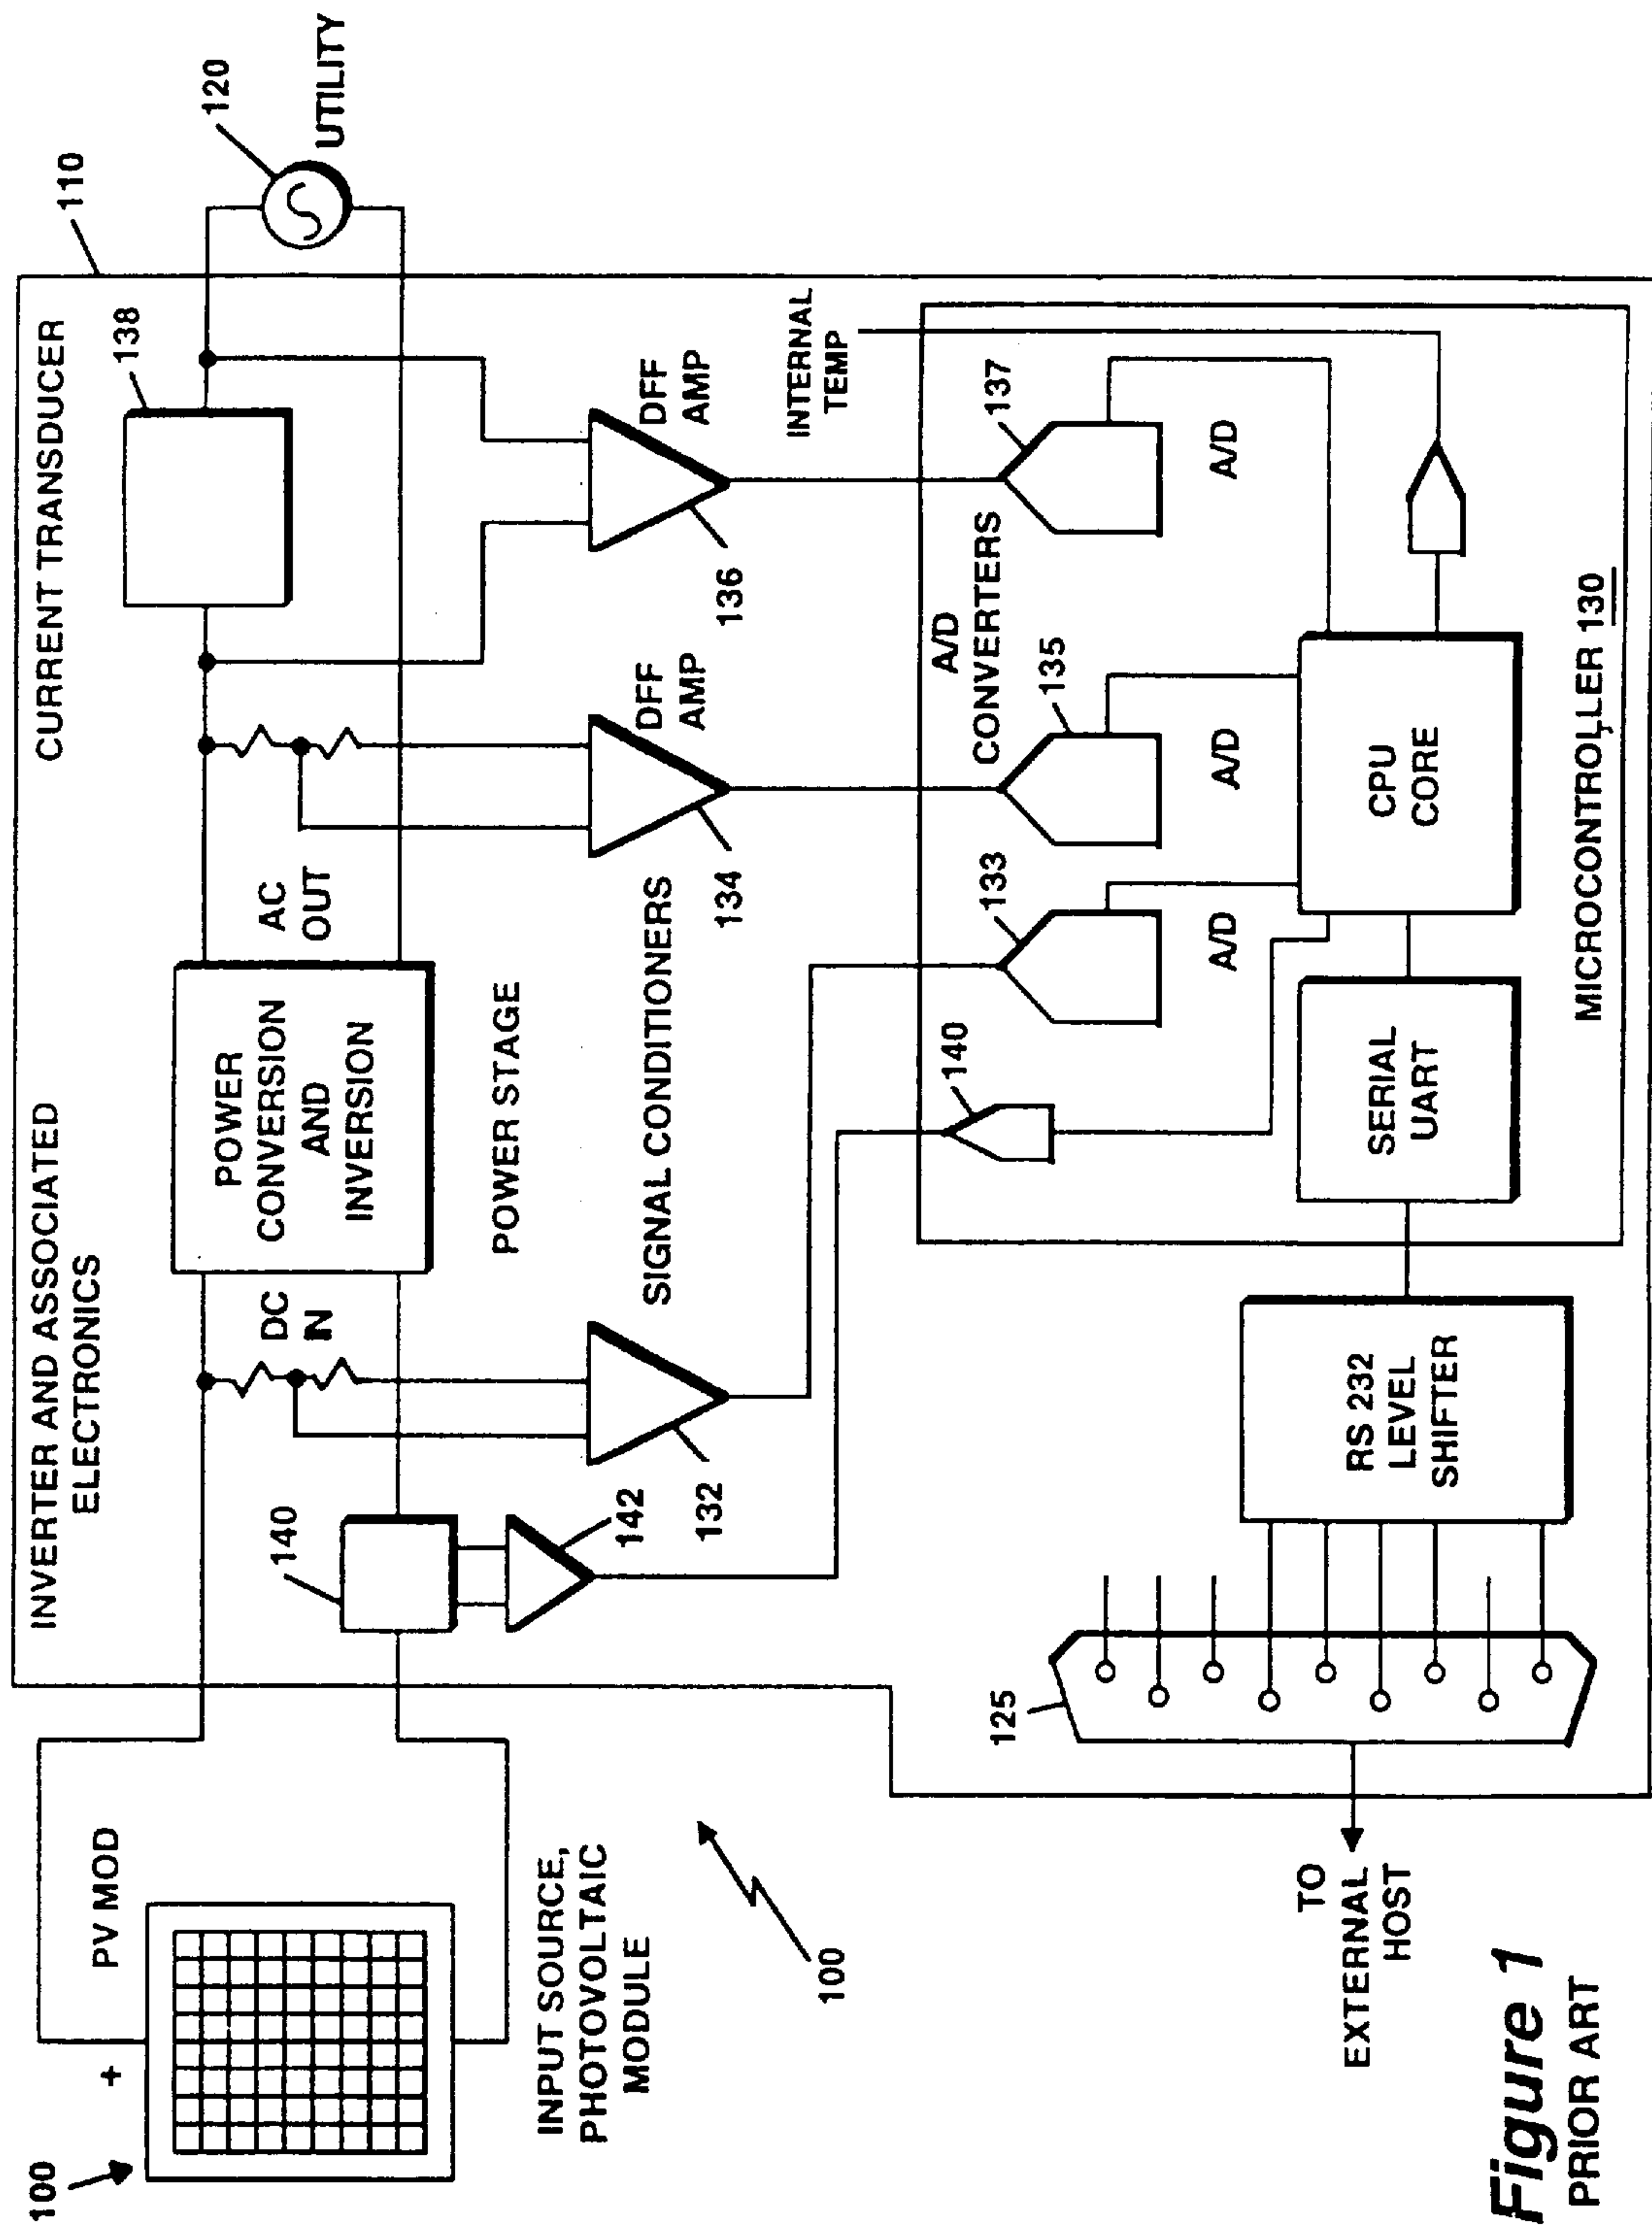 100
+
PV MOD
INPUT SOURCE,
PHOTOVOLTAIC
MODULE
100
INVERTER AND ASSOCIATED
ELECTRONICS
CURRENT TRANSDUCER
138
110
120
UTILITY
140
142
132
DC
IN
POWER
CONVERSION
AND
INVERSION
AC
OUT
POWER STAGE
SIGNAL CONDITIONERS
134
DFF
AMP
136
DFF
AMP
INTERNAL
TEMP
140
133
A/D
A/D
CONVERTERS
135
A/D
137
A/D
CPU
CORE
SERIAL
UART
MICROCONTROLLER 130
RS 232
LEVEL
SHIFTER
125
TO
EXTERNAL
HOST
Figure 1
PRIOR ART